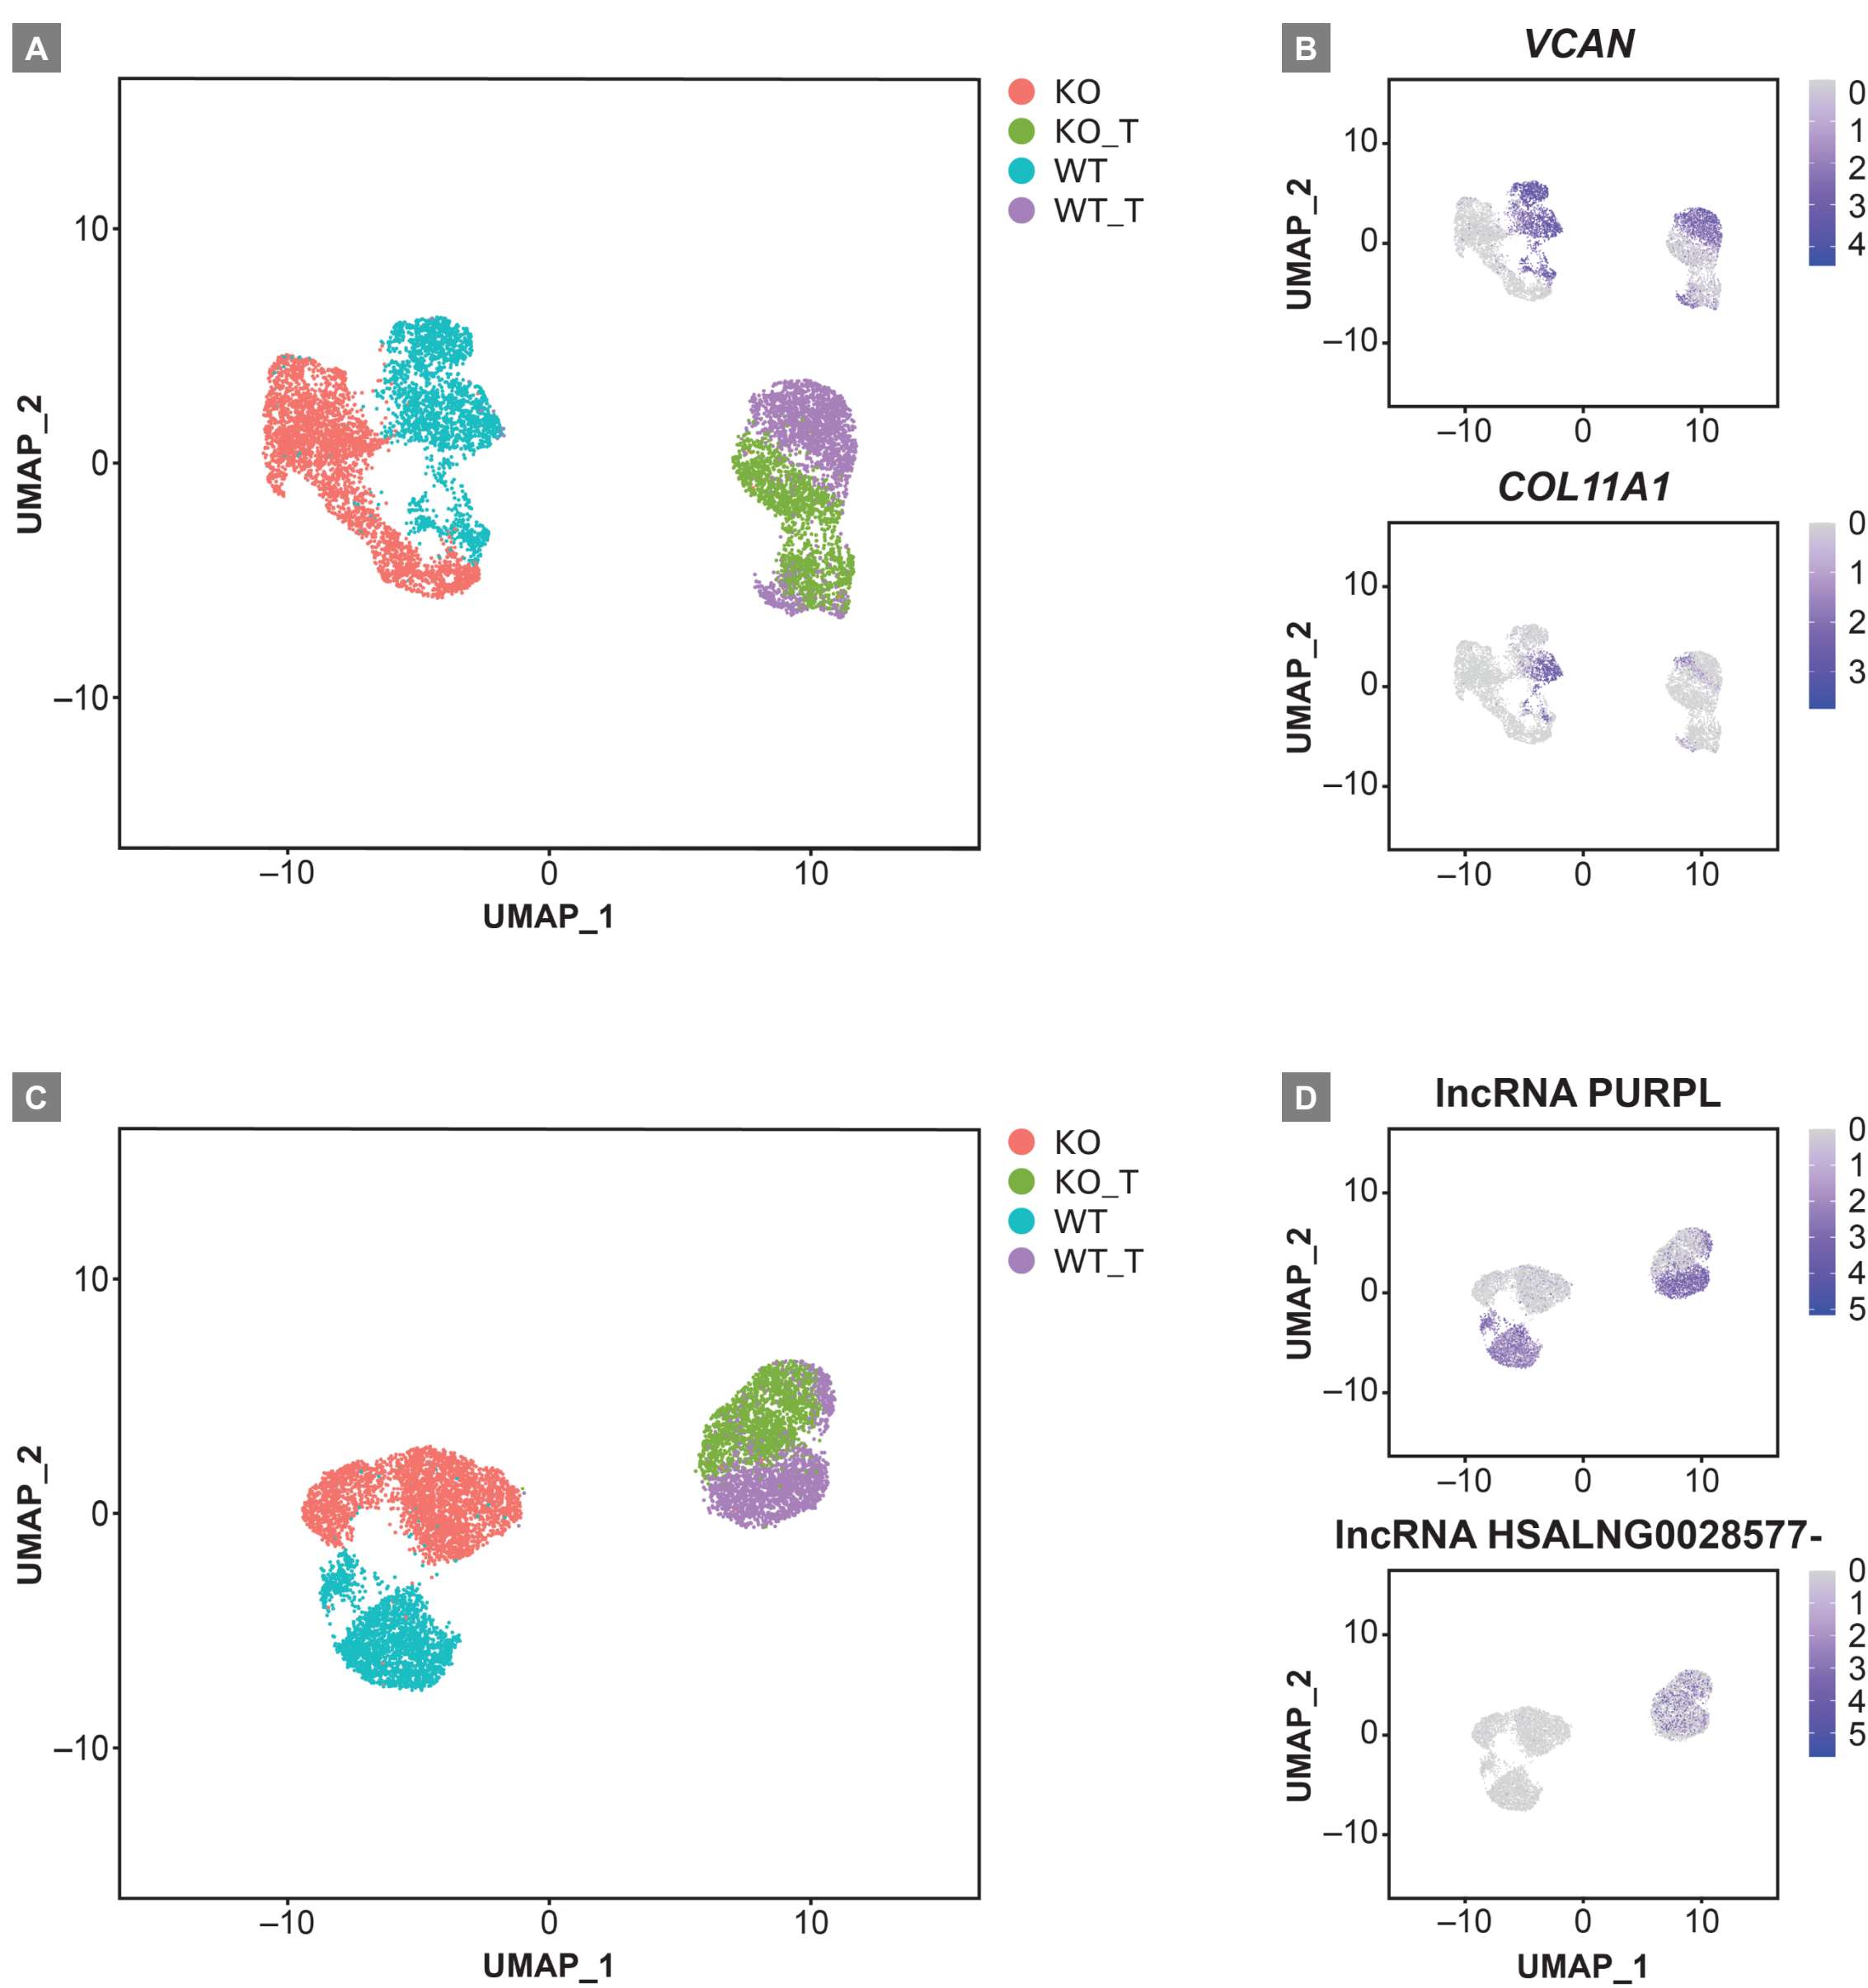 A
10
0
–10
UMAP_2
–10
0
10
UMAP_1
KO
KO_T
WT
WT_T
B
VCAN
10
0
–10
UMAP_2
–10
0
10
0
1
2
3
4
COL11A1
10
0
–10
UMAP_2
–10
0
10
0
1
2
3
C
10
0
–10
UMAP_2
–10
0
10
UMAP_1
KO
KO_T
WT
WT_T
D
lncRNA PURPL
10
0
–10
UMAP_2
–10
0
10
0
1
2
3
4
5
lncRNA HSALNG0028577-
10
0
–10
UMAP_2
–10
0
10
UMAP_1
0
1
2
3
4
5